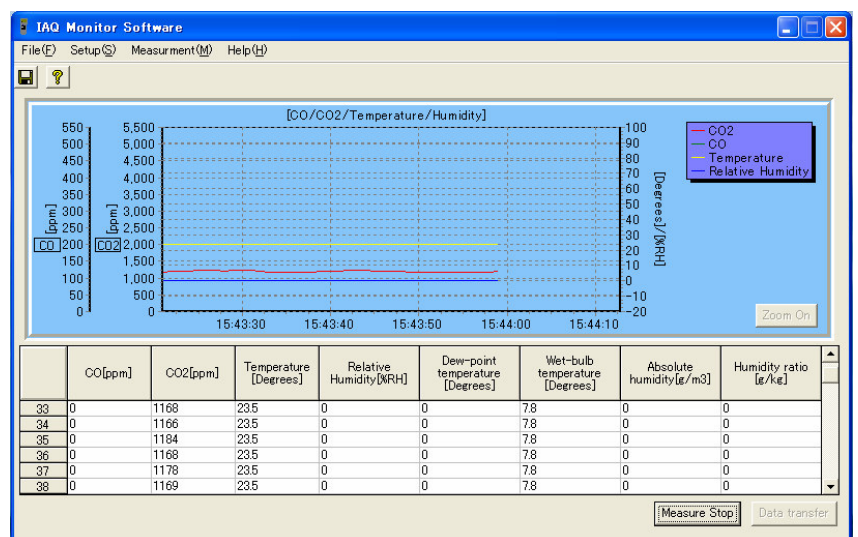 IAQ Monitor Software
File(F) Setup(S) Measurment(M) Help(H)
[CO/CO2/Temperature/Humidity]
550 5,500 100
500 5,000 90
450 4,500 80
400 4,000 70
350 3,500 60
300 3,000 50
250 2,500 40
200 2,000 30
150 1,500 20
100 1,000 10
50 500 0
0 0 -10
-20
[ppm]
CO
[ppm]
CO2
[Degrees]/[%RH]
15:43:30 15:43:40 15:43:50 15:44:00 15:44:10
CO2
CO
Temperature
Relative Humidity
Zoom On
CO[ppm] CO2[ppm] Temperature [Degrees] Relative Humidity[%RH] Dew-point temperature [Degrees] Wet-bulb temperature [Degrees] Absolute humidity[g/m3] Humidity ratio [g/kg]
33 0 1168 23.5 0 0 7.8 0 0
34 0 1166 23.5 0 0 7.8 0 0
35 0 1184 23.5 0 0 7.8 0 0
36 0 1168 23.5 0 0 7.8 0 0
37 0 1178 23.5 0 0 7.8 0 0
38 0 1169 23.5 0 0 7.8 0 0
Measure Stop Data transfer